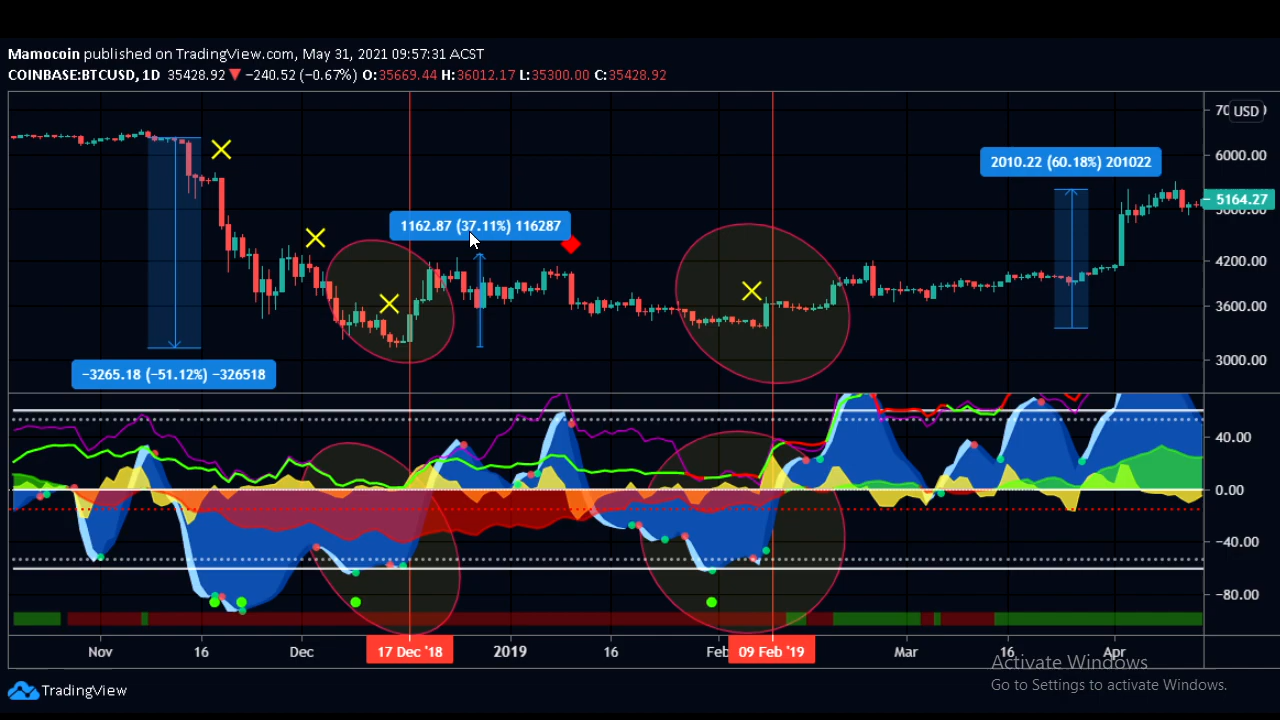 Mamocoin published on TradingView.com, May 31, 2021 09:57:31 ACST
COINBASE:BTCUSD, 1D 35428.92 ▼ −240.52 (−0.67%) O:35669.44 H:36012.17 L:35300.00 C:35428.92
USD
6000.00
2010.22 (60.18%) 201022
5164.27
5000.00
1162.87 (37.11%) 116287
4200.00
3600.00
3000.00
−3265.18 (−51.12%) −326518
40.00
0.00
−40.00
−80.00
Nov 16 Dec 17 Dec '18 2019 16 Feb 09 Feb '19 Mar 16 Apr
Activate Windows
Go to Settings to activate Windows.
TradingView